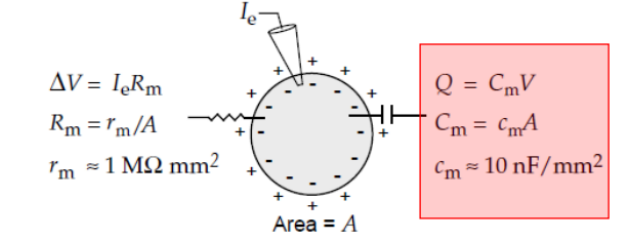 Iₑ
ΔV = IₑRₘ
Rₘ = rₘ/A
rₘ ≈ 1 MΩ mm²
Q = CₘV
Cₘ = cₘA
cₘ ≈ 10 nF/mm²
Area = A